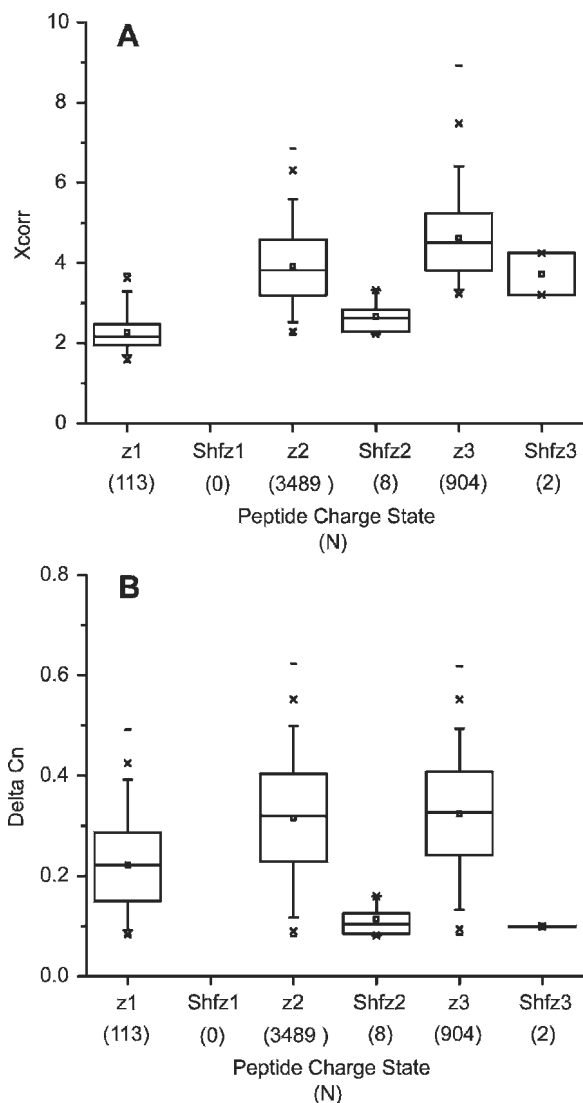 A
10
8
6
4
2
0
Xcorr
z1 Shfz1 z2 Shfz2 z3 Shfz3
(113) (0) (3489 ) (8) (904) (2)
Peptide Charge State
(N)
B
0.8
0.6
0.4
0.2
0.0
Delta Cn
z1 Shfz1 z2 Shfz2 z3 Shfz3
(113) (0) (3489 ) (8) (904) (2)
Peptide Charge State
(N)